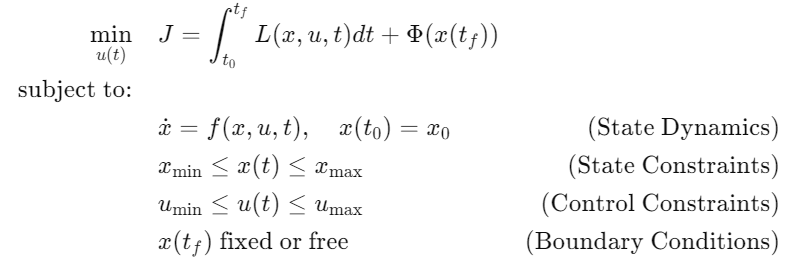 min u(t) J = ∫_{t_0}^{t_f} L(x, u, t)dt + Φ(x(t_f))
subject to:
ẋ = f(x, u, t), x(t_0) = x_0 (State Dynamics)
x_min ≤ x(t) ≤ x_max (State Constraints)
u_min ≤ u(t) ≤ u_max (Control Constraints)
x(t_f) fixed or free (Boundary Conditions)